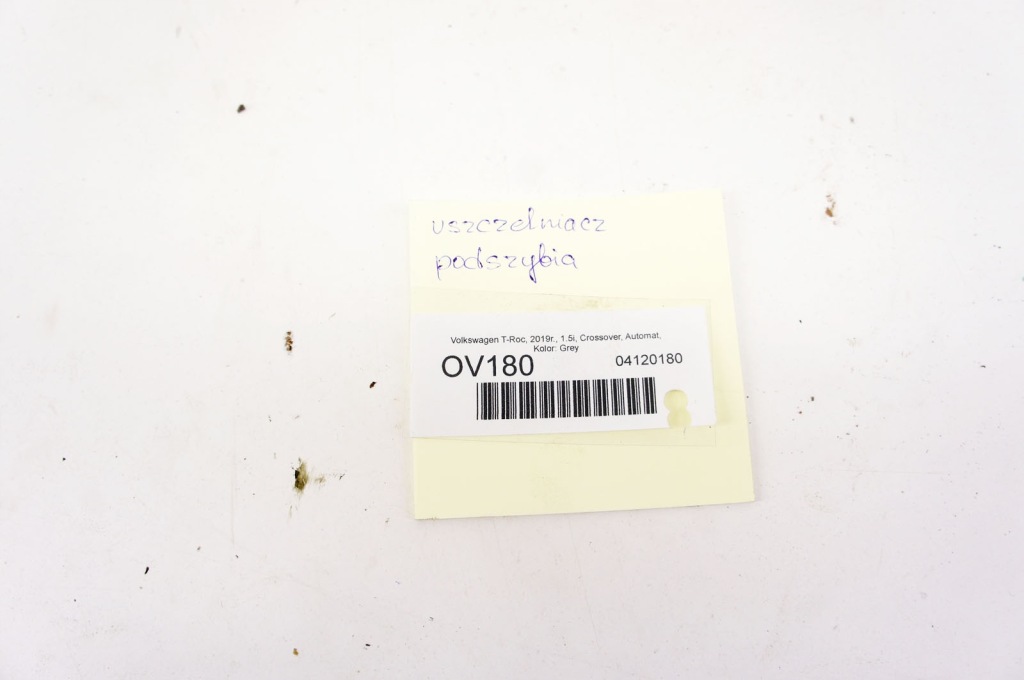 uszczelniacz
podszybia
Volkswagen T-Roc, 2019r., 1.5i, Crossover, Automat,
Kolor: Grey
OV180 04120180